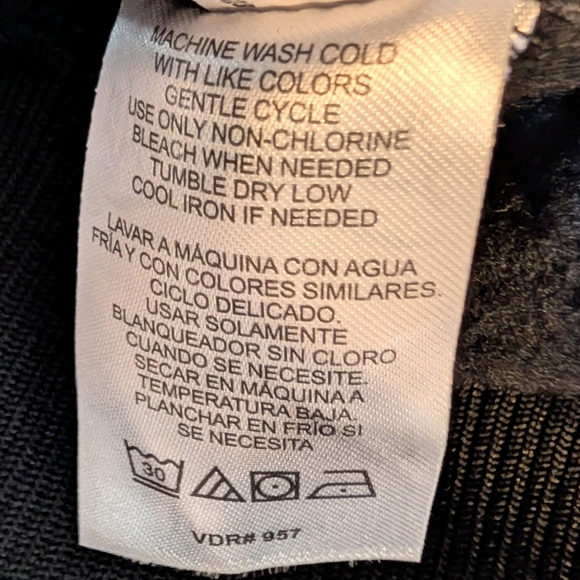 MACHINE WASH COLD
WITH LIKE COLORS
GENTLE CYCLE
USE ONLY NON-CHLORINE
BLEACH WHEN NEEDED
TUMBLE DRY LOW
COOL IRON IF NEEDED
LAVAR A MÁQUINA CON AGUA
FRÍA Y CON COLORES SIMILARES.
CICLO DELICADO.
USAR SOLAMENTE
BLANQUEADOR SIN CLORO
CUANDO SE NECESITE.
SECAR EN MÁQUINA A
TEMPERATURA BAJA.
PLANCHAR EN FRÍO SI
SE NECESITA
30
VDR# 957